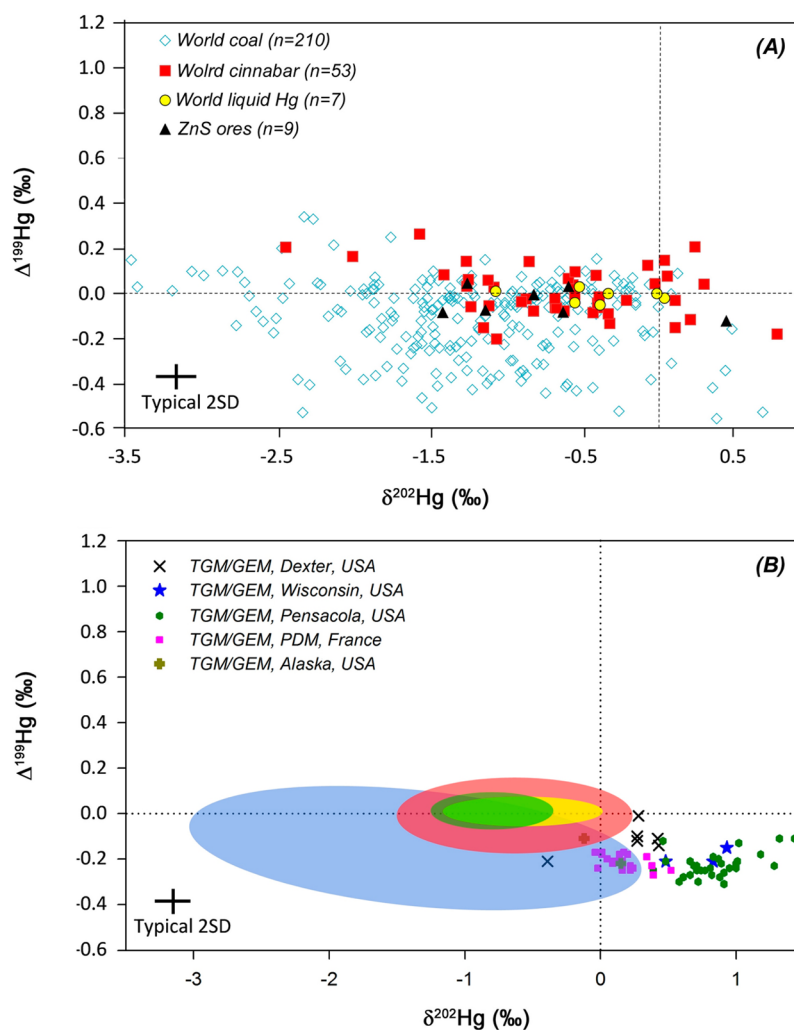 1.2
1.0
0.8
0.6
0.4
0.2
0.0
-0.2
-0.4
-0.6
Δ199Hg (‰)
World coal (n=210)
Wolrd cinnabar (n=53)
World liquid Hg (n=7)
ZnS ores (n=9)
(A)
Typical 2SD
-3.5 -2.5 -1.5 -0.5 0.5
δ202Hg (‰)
1.2
1.0
0.8
0.6
0.4
0.2
0.0
-0.2
-0.4
-0.6
Δ199Hg (‰)
TGM/GEM, Dexter, USA
TGM/GEM, Wisconsin, USA
TGM/GEM, Pensacola, USA
TGM/GEM, PDM, France
TGM/GEM, Alaska, USA
(B)
Typical 2SD
-3 -2 -1 0 1
δ202Hg (‰)